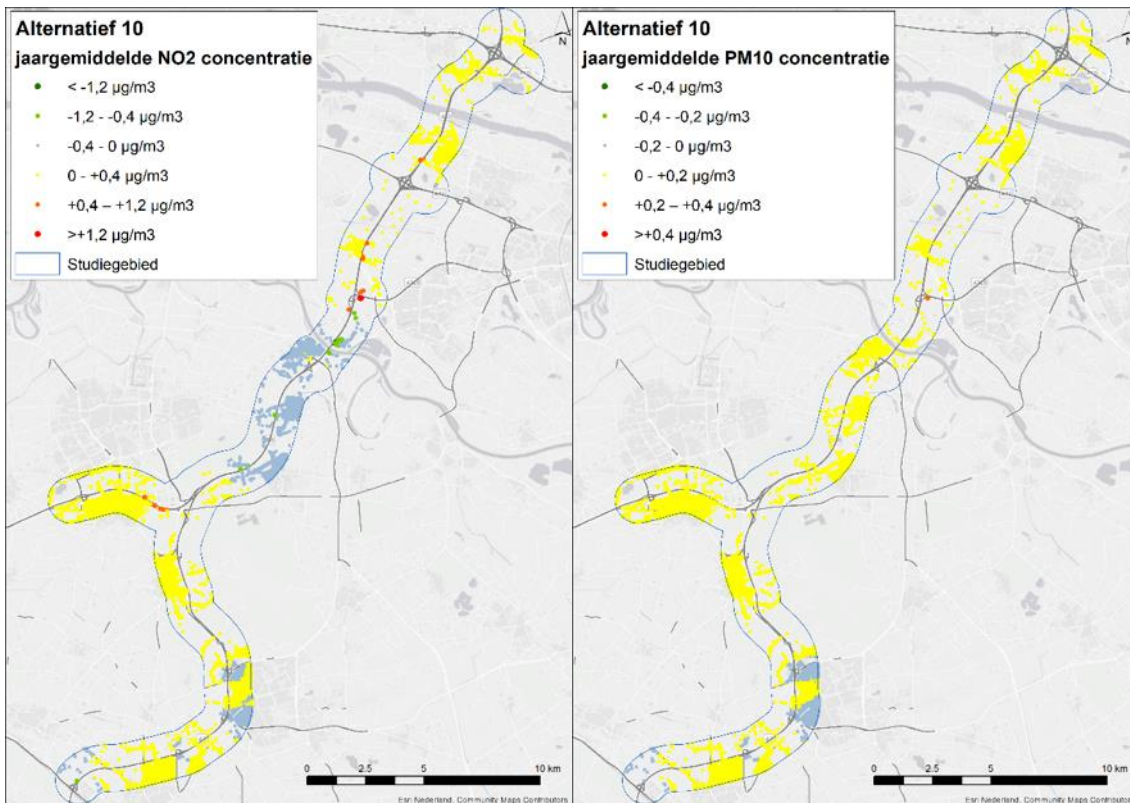 Alternatief 10
jaargemiddelde NO2 concentratie
< -1,2 µg/m3
-1,2 - -0,4 µg/m3
-0,4 - 0 µg/m3
0 - +0,4 µg/m3
+0,4 – +1,2 µg/m3
>+1,2 µg/m3
Studiegebied
N
0 2.5 5 10 km
Esri Nederland, Community Maps Contributors
Alternatief 10
jaargemiddelde PM10 concentratie
< -0,4 µg/m3
-0,4 - -0,2 µg/m3
-0,2 - 0 µg/m3
0 - +0,2 µg/m3
+0,2 – +0,4 µg/m3
>+0,4 µg/m3
Studiegebied
N
0 2.5 5 10 km
Esri Nederland, Community Maps Contributors